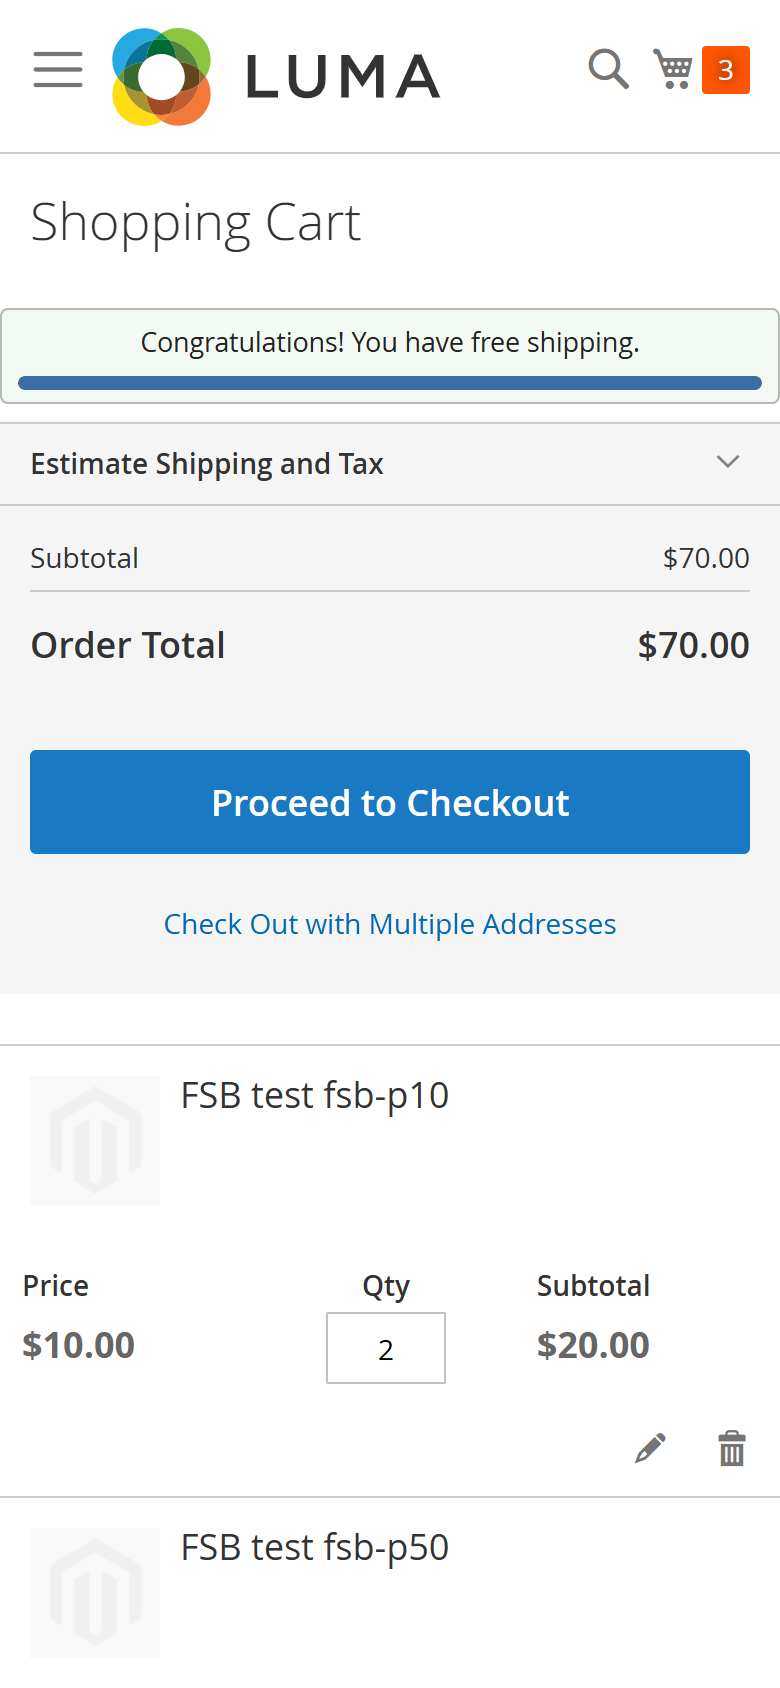 LUMA
3
Shopping Cart
Congratulations! You have free shipping.
Estimate Shipping and Tax
Subtotal $70.00
Order Total $70.00
Proceed to Checkout
Check Out with Multiple Addresses
FSB test fsb-p10
Price Qty Subtotal
$10.00 2 $20.00
FSB test fsb-p50